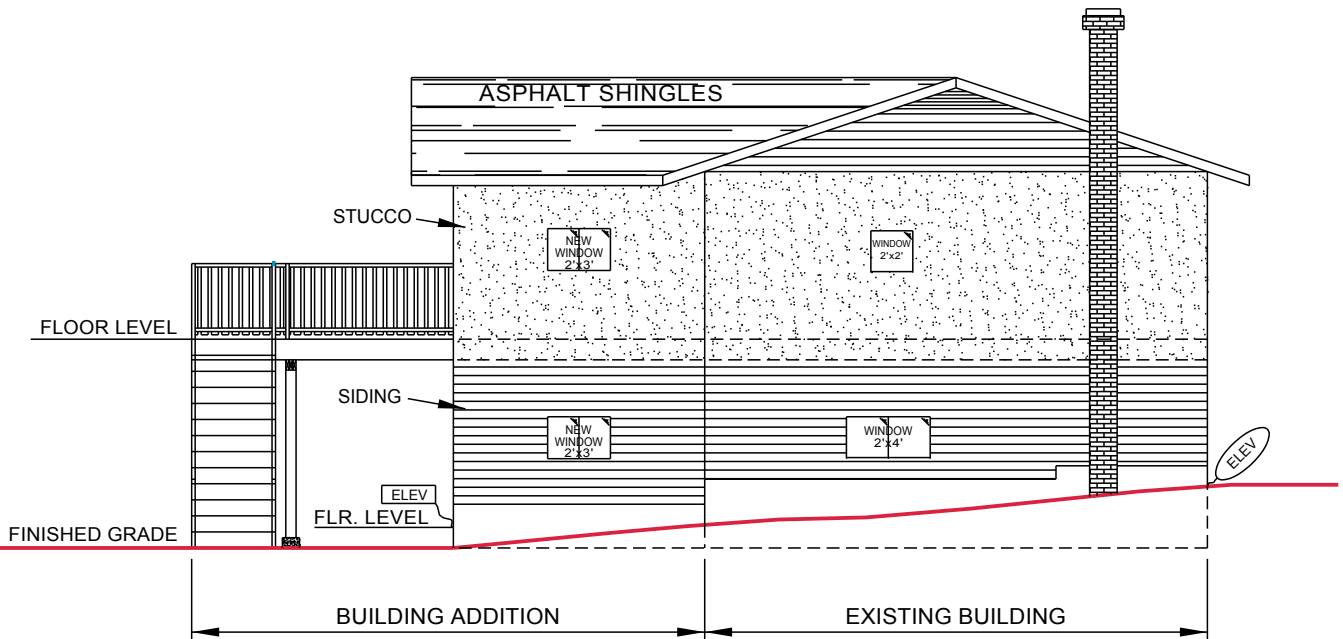 ASPHALT SHINGLES
STUCCO
NEW
WINDOW
2'x3'
WINDOW
2'x2'
FLOOR LEVEL
SIDING
NEW
WINDOW
2'x3'
WINDOW
2'x4'
ELEV
ELEV
FLR. LEVEL
FINISHED GRADE
BUILDING ADDITION
EXISTING BUILDING